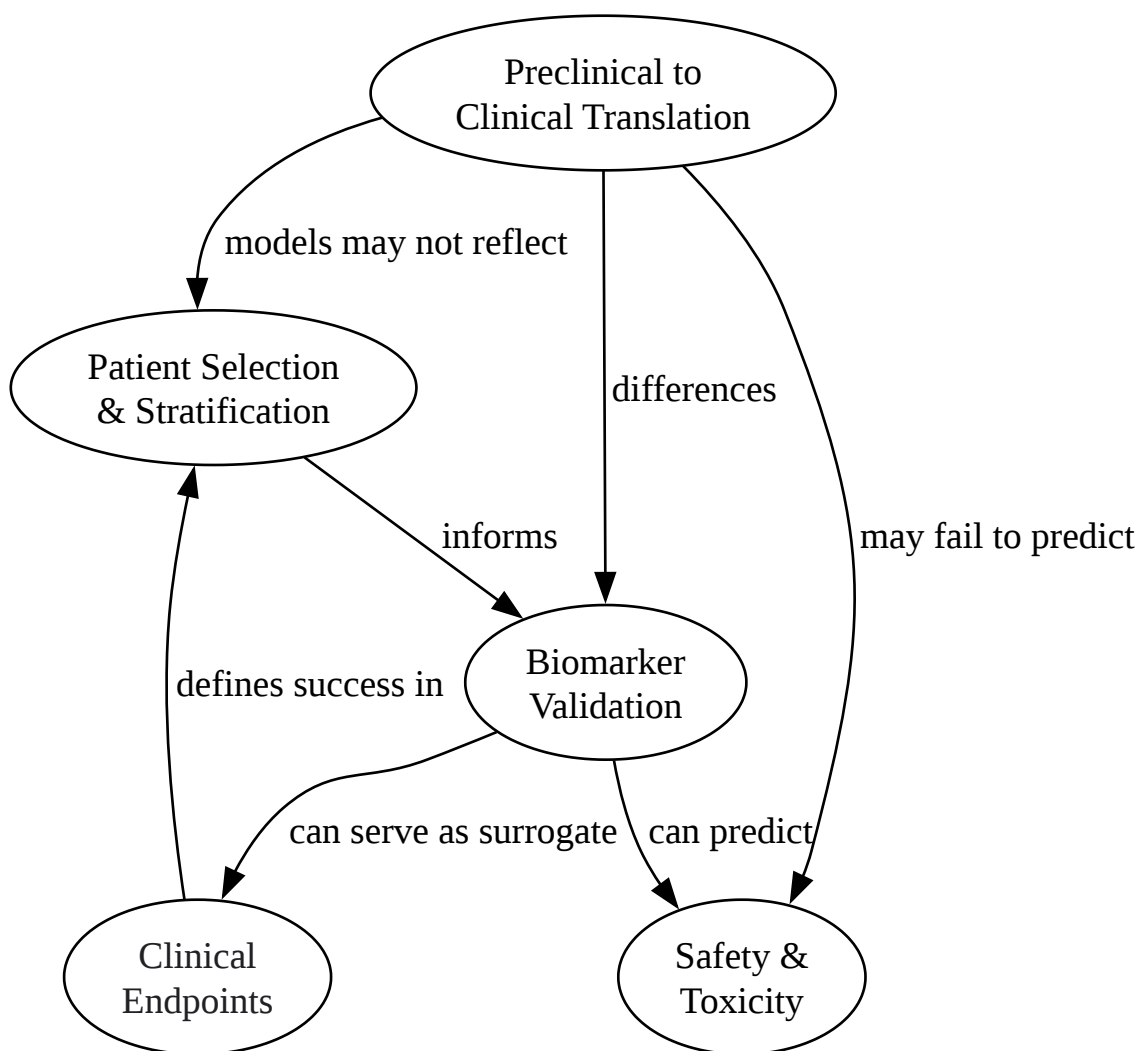 Preclinical to
Clinical Translation
models may not reflect
Patient Selection
& Stratification
differences
informs
may fail to predict
Biomarker
Validation
defines success in
can serve as surrogate
can predict
Clinical
Endpoints
Safety &
Toxicity